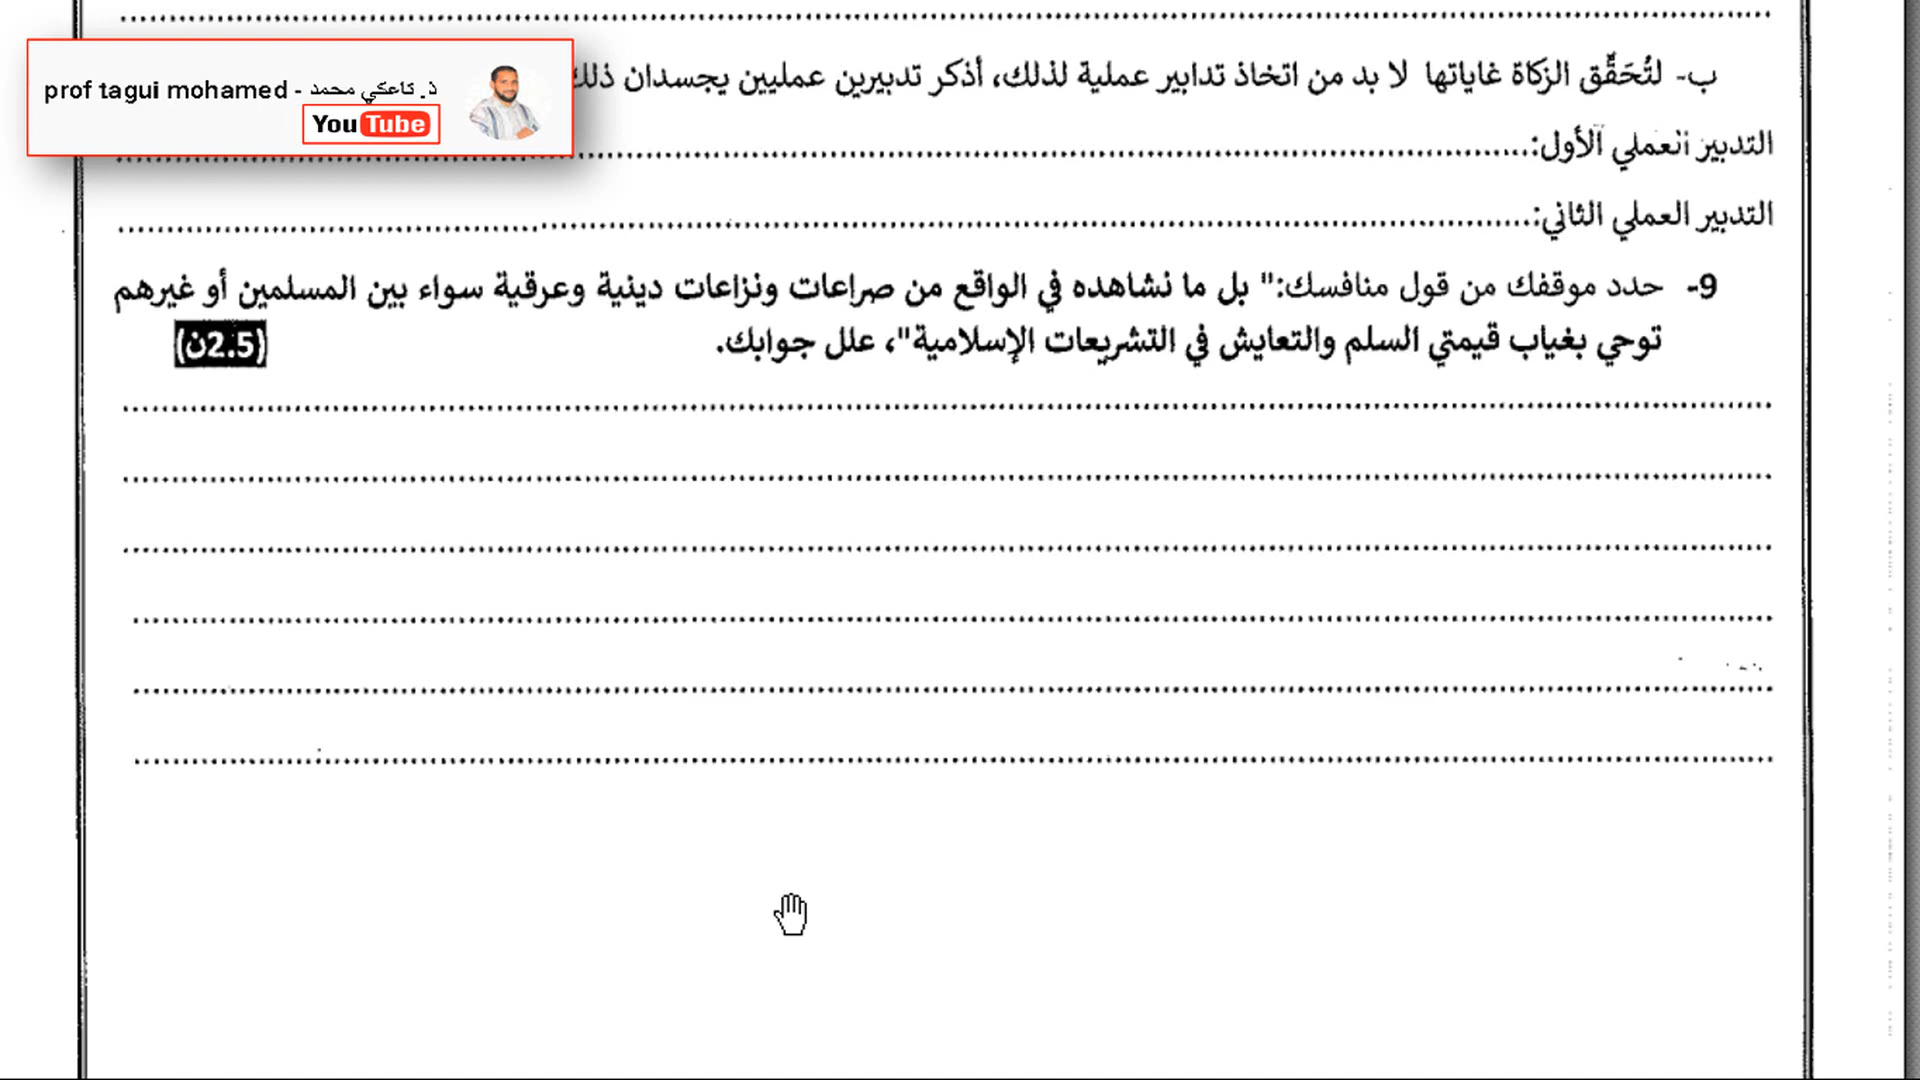 ب- لتُحَقِّق الزكاة غاياتها لا بد من اتخاذ تدابير عملية لذلك، أذكر تدبيرين عمليين يجسدان ذلك
prof tagui mohamed - ذ. تاعكي محمد
YouTube
التدبير العملي الأول:
التدبير العملي الثاني:
9- حدد موقفك من قول منافسك:" بل ما نشاهده في الواقع من صراعات ونزاعات دينية وعرقية سواء بين المسلمين أو غيرهم
توحي بغياب قيمتي السلم والتعايش في التشريعات الإسلامية"، علل جوابك. (2.5ن)